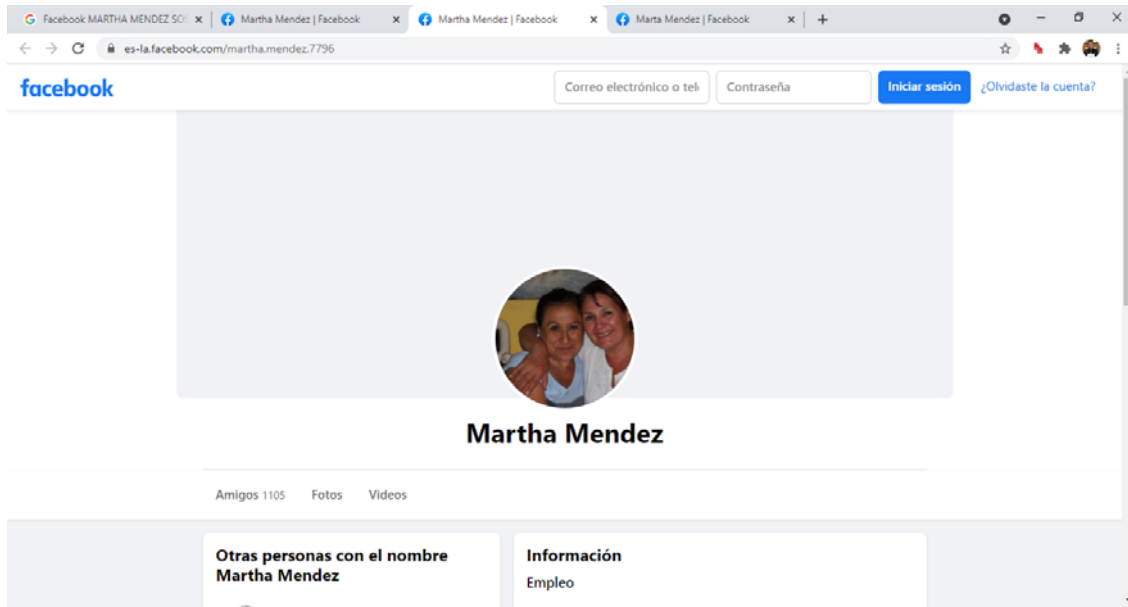 Facebook MARTHA MENDEZ SO
Martha Mendez | Facebook
Martha Mendez | Facebook
Marta Mendez | Facebook
es-la.facebook.com/martha.mendez.7796
facebook
Correo electrónico o tel
Contraseña
Iniciar sesión
¿Olvidaste la cuenta?
Martha Mendez
Amigos 1105 Fotos Videos
Otras personas con el nombre
Martha Mendez
Información
Empleo